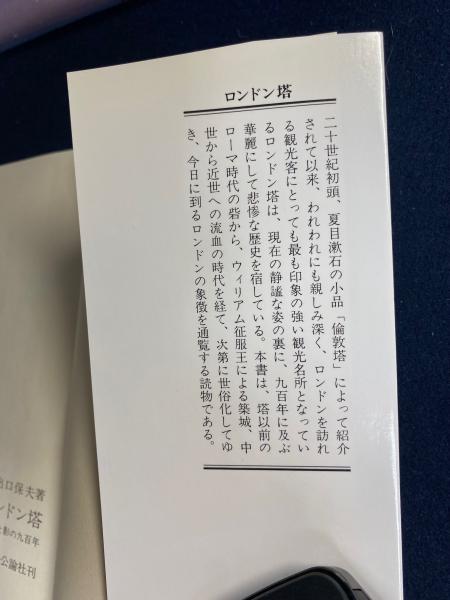 ロンドン塔
二十世紀初頭、夏目漱石の小品「倫敦塔」によって紹介
されて以来、われわれにも親しみ深く、ロンドンを訪れ
る観光客にとっても最も印象の強い観光名所となってい
るロンドン塔は、現在の静謐な姿の裏に、九百年に及ぶ
華麗にして悲惨な歴史を宿している。本書は、塔以前の
ローマ時代の砦から、ウィリアム征服王による築城、中
世から近世への流血の時代を経て、次第に世俗化してゆ
き、今日に到るロンドンの象徴を通覧する読物である。
出口保夫著
ンドン塔
影の九百年
公論社刊